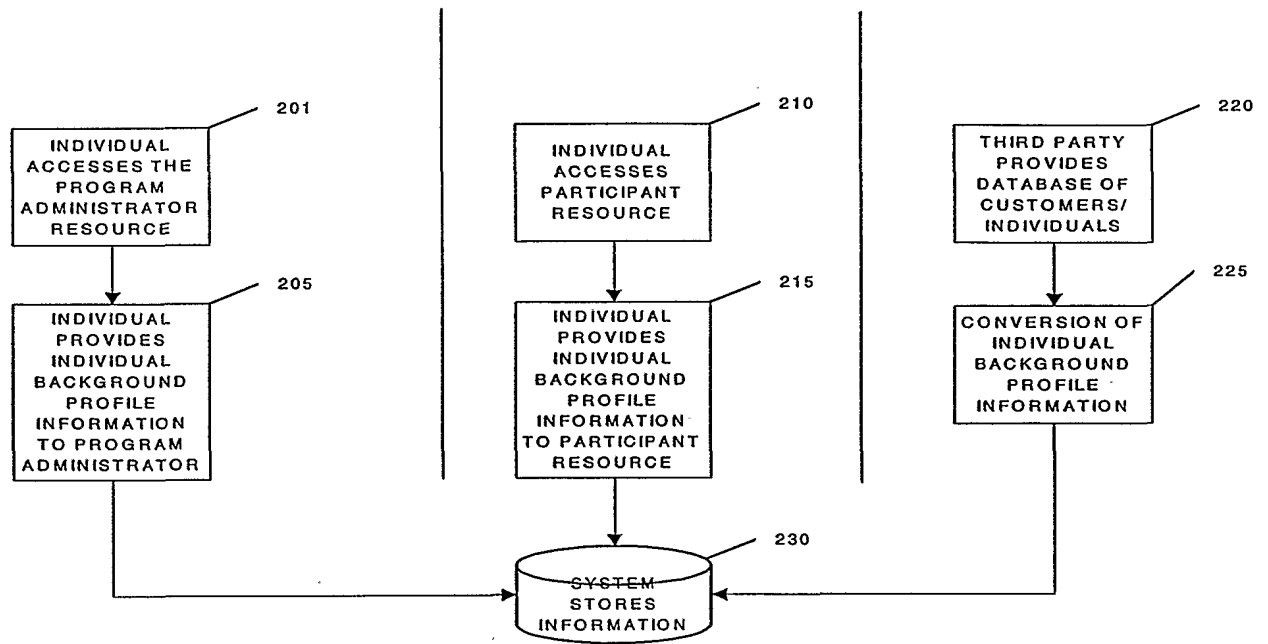 201
INDIVIDUAL
ACCESSES THE
PROGRAM
ADMINISTRATOR
RESOURCE
205
INDIVIDUAL
PROVIDES
INDIVIDUAL
BACKGROUND
PROFILE
INFORMATION
TO PROGRAM
ADMINISTRATOR
210
INDIVIDUAL
ACCESSES
PARTICIPANT
RESOURCE
215
INDIVIDUAL
PROVIDES
INDIVIDUAL
BACKGROUND
PROFILE
INFORMATION
TO PARTICIPANT
RESOURCE
220
THIRD PARTY
PROVIDES
DATABASE OF
CUSTOMERS/
INDIVIDUALS
225
CONVERSION OF
INDIVIDUAL
BACKGROUND
PROFILE
INFORMATION
230
SYSTEM
STORES
INFORMATION